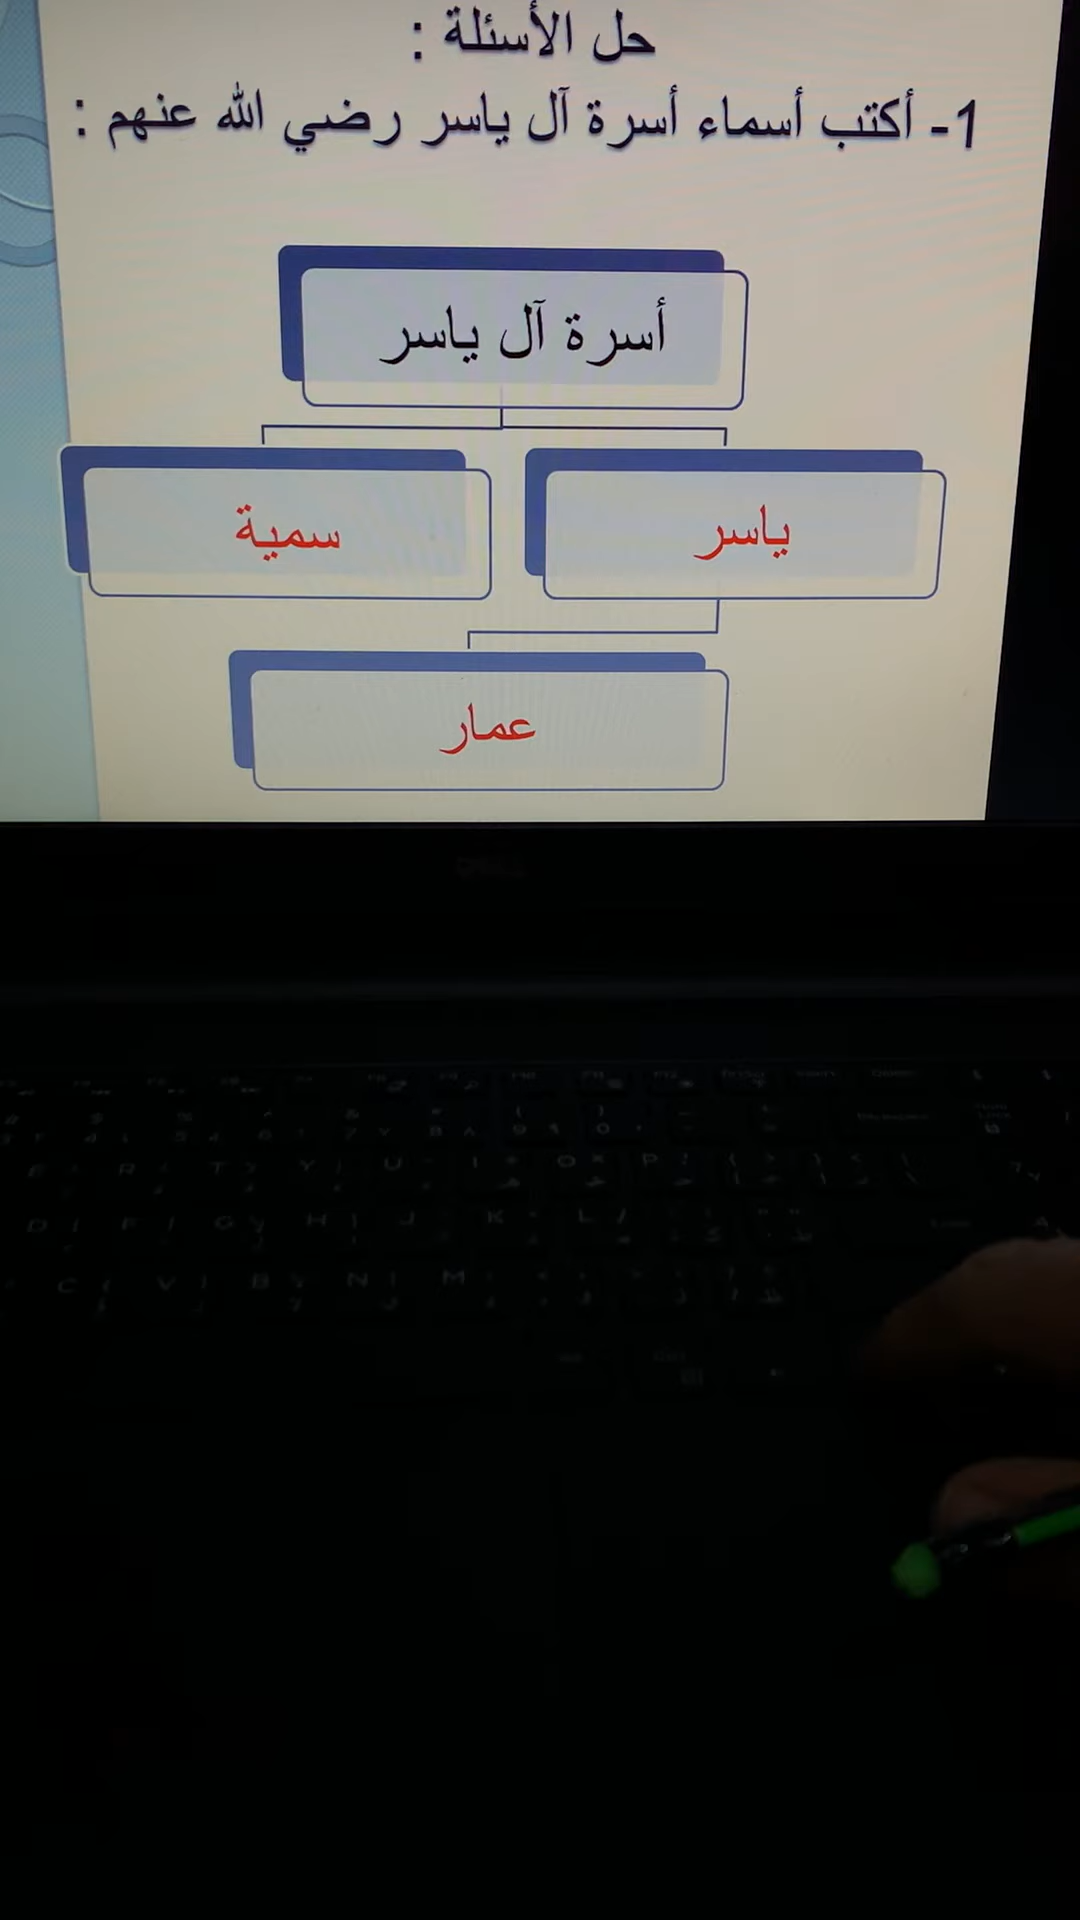 حل الأسئلة :
1- أكتب أسماء أسرة آل ياسر رضي الله عنهم :
أسرة آل ياسر
ياسر
سمية
عمار